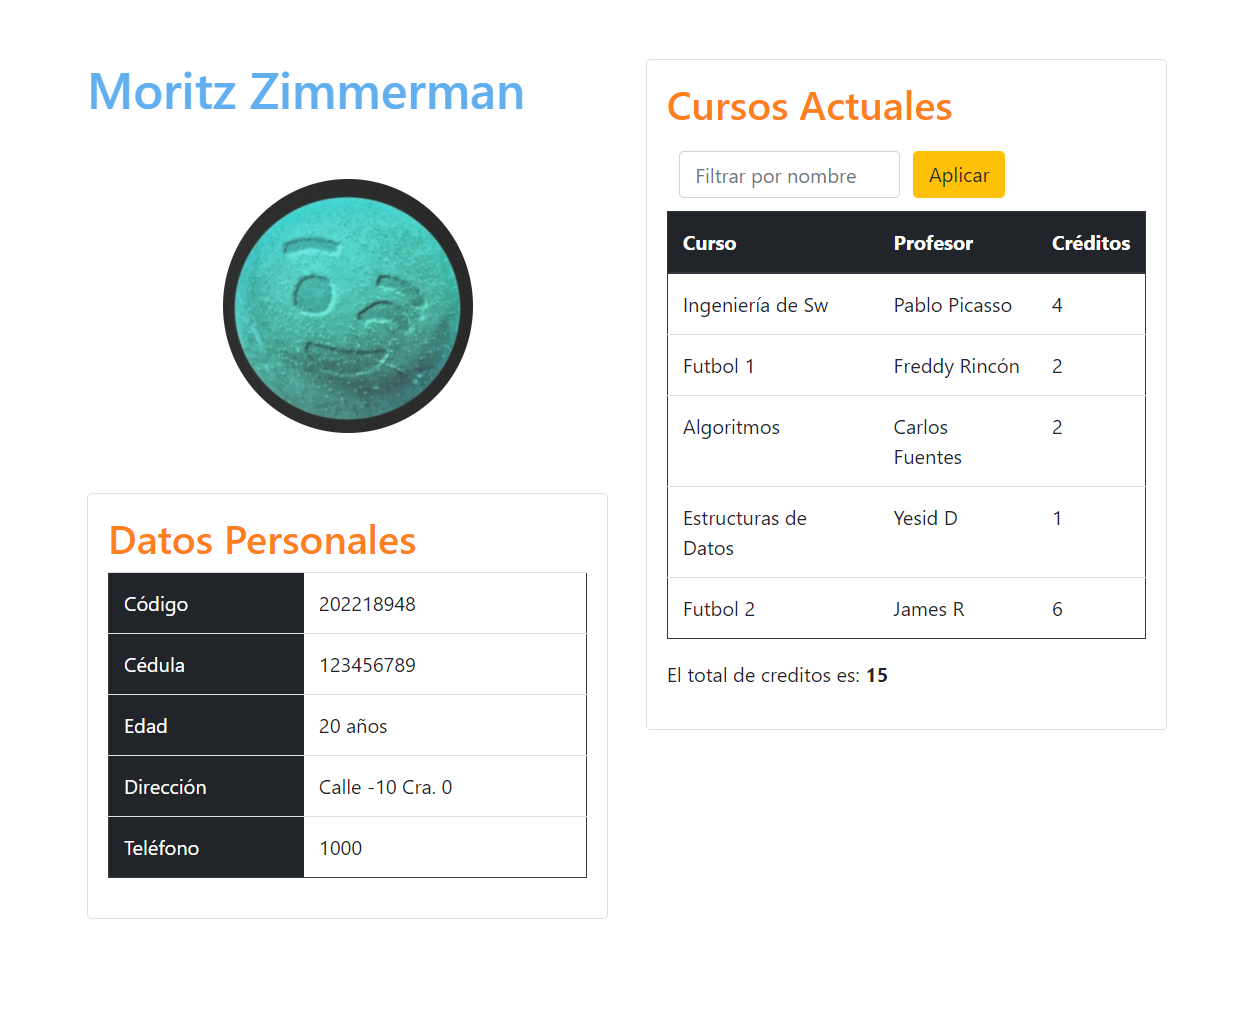 Moritz Zimmerman
Datos Personales
Código 202218948
Cédula 123456789
Edad 20 años
Dirección Calle -10 Cra. 0
Teléfono 1000
Cursos Actuales
Filtrar por nombre Aplicar
Curso Profesor Créditos
Ingeniería de Sw Pablo Picasso 4
Futbol 1 Freddy Rincón 2
Algoritmos Carlos 2
Fuentes
Estructuras de Yesid D 1
Datos
Futbol 2 James R 6
El total de creditos es: 15